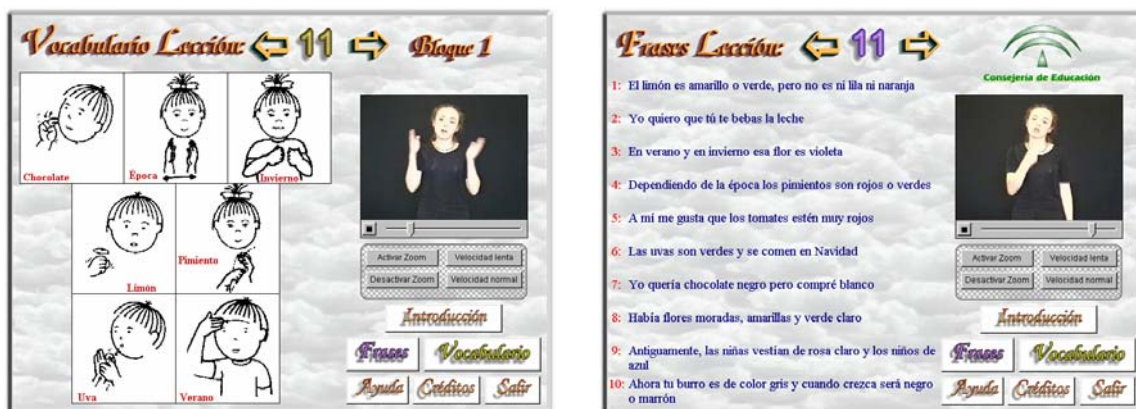 Vocabulario Lección: 11 Bloque 1
Chocolate
Época
Invierno
Limón
Pimiento
Uva
Verano
Activar Zoom
Velocidad lenta
Desactivar Zoom
Velocidad normal
Introducción
Frases
Vocabulario
Ayuda
Créditos
Salir
Frases Lección: 11
Consejería de Educación
1: El limón es amarillo o verde, pero no es ni lila ni naranja
2: Yo quiero que tú te bebas la leche
3: En verano y en invierno esa flor es violeta
4: Dependiendo de la época los pimientos son rojos o verdes
5: A mí me gusta que los tomates estén muy rojos
6: Las uvas son verdes y se comen en Navidad
7: Yo quería chocolate negro pero compré blanco
8: Había flores moradas, amarillas y verde claro
9: Antiguamente, las niñas vestían de rosa claro y los niños de
azul
10: Ahora tu burro es de color gris y cuando crezca será negro
o marrón
Activar Zoom
Velocidad lenta
Desactivar Zoom
Velocidad normal
Introducción
Frases
Vocabulario
Ayuda
Créditos
Salir